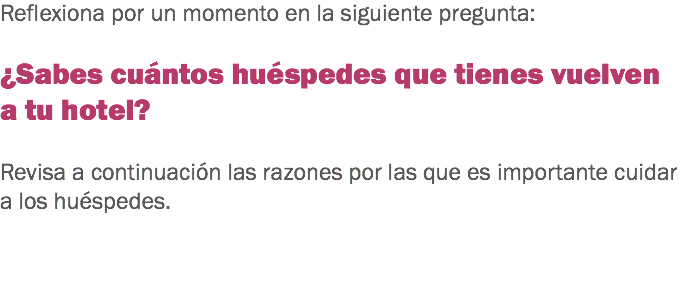 Reflexiona por un momento en la siguiente pregunta:
¿Sabes cuántos huéspedes que tienes vuelven
a tu hotel?
Revisa a continuación las razones por las que es importante cuidar
a los huéspedes.